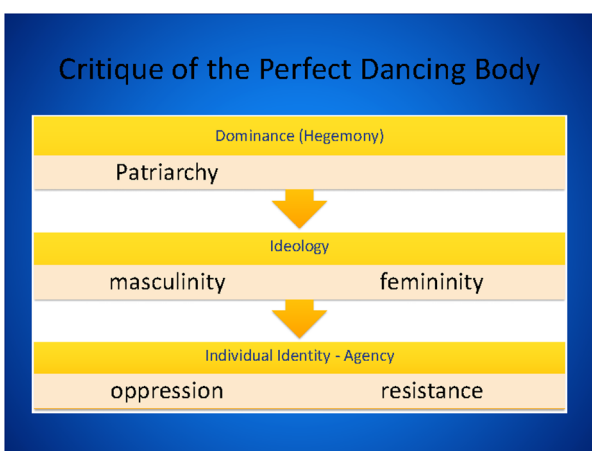 Critique of the Perfect Dancing Body
Dominance (Hegemony)
Patriarchy
Ideology
masculinity femininity
Individual Identity - Agency
oppression resistance